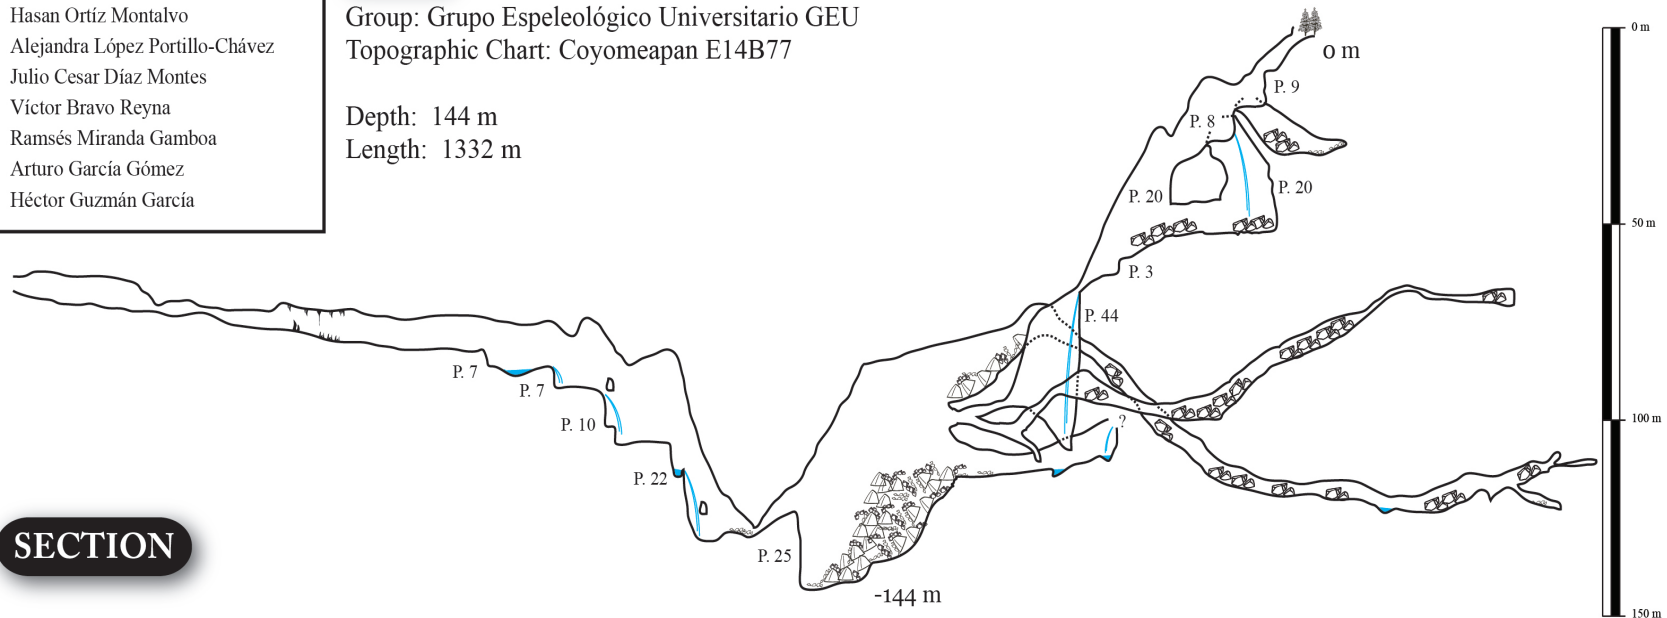 Hasan Ortíz Montalvo
Alejandra López Portillo-Chávez
Julio Cesar Díaz Montes
Víctor Bravo Reyna
Ramsés Miranda Gamboa
Arturo García Gómez
Héctor Guzmán García
Group: Grupo Espeleológico Universitario GEU
Topographic Chart: Coyomeapan E14B77
Depth: 144 m
Length: 1332 m
0 m
0 m
P. 9
P. 8
P. 20
P. 20
50 m
P. 3
P. 44
P. 7
P. 7
P. 10
?
100 m
P. 22
SECTION
P. 25
-144 m
150 m